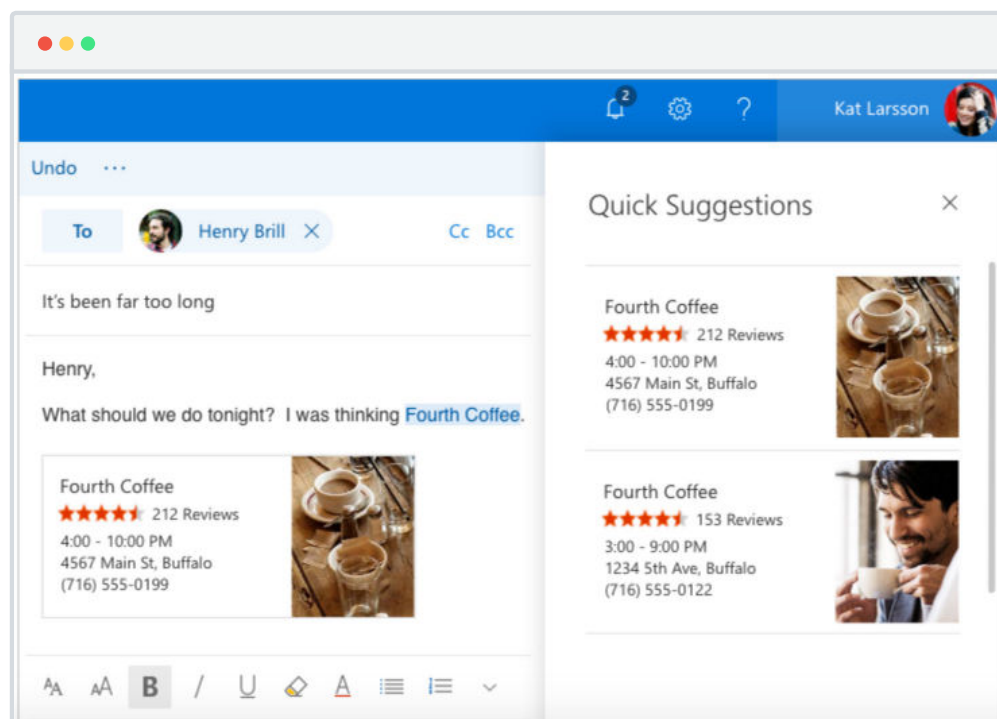 2
Kat Larsson
Undo
To Henry Brill Cc Bcc
It's been far too long
Henry,
What should we do tonight? I was thinking Fourth Coffee.
Fourth Coffee
212 Reviews
4:00 - 10:00 PM
4567 Main St, Buffalo
(716) 555-0199
B / U A
Quick Suggestions
Fourth Coffee
212 Reviews
4:00 - 10:00 PM
4567 Main St, Buffalo
(716) 555-0199
Fourth Coffee
153 Reviews
3:00 - 9:00 PM
1234 5th Ave, Buffalo
(716) 555-0122